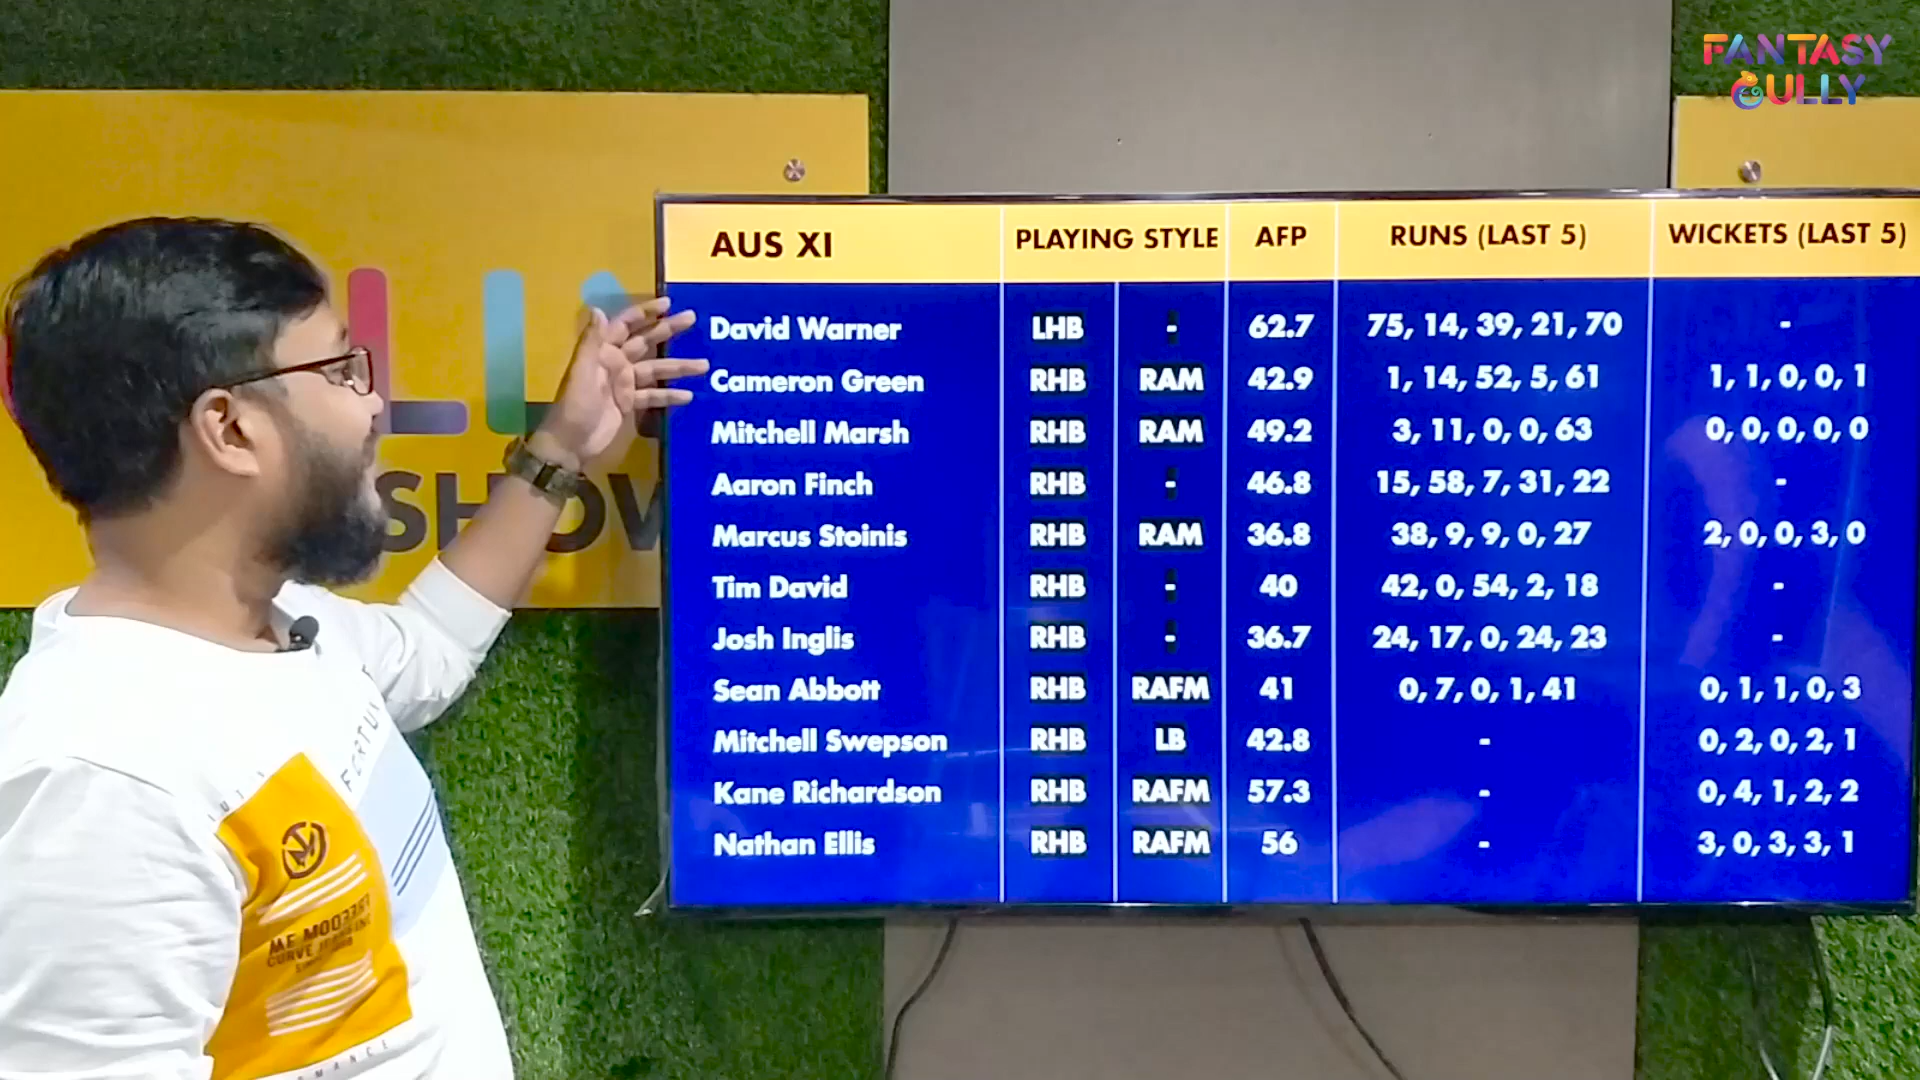 FANTASY
GULLY
SHOW
AUS XI PLAYING STYLE AFP RUNS (LAST 5) WICKETS (LAST 5)
David Warner LHB - 62.7 75, 14, 39, 21, 70 -
Cameron Green RHB RAM 42.9 1, 14, 52, 5, 61 1, 1, 0, 0, 1
Mitchell Marsh RHB RAM 49.2 3, 11, 0, 0, 63 0, 0, 0, 0, 0
Aaron Finch RHB - 46.8 15, 58, 7, 31, 22 -
Marcus Stoinis RHB RAM 36.8 38, 9, 9, 0, 27 2, 0, 0, 3, 0
Tim David RHB - 40 42, 0, 54, 2, 18 -
Josh Inglis RHB - 36.7 24, 17, 0, 24, 23 -
Sean Abbott RHB RAFM 41 0, 7, 0, 1, 41 0, 1, 1, 0, 3
Mitchell Swepson RHB LB 42.8 - 0, 2, 0, 2, 1
Kane Richardson RHB RAFM 57.3 - 0, 4, 1, 2, 2
Nathan Ellis RHB RAFM 56 - 3, 0, 3, 3, 1